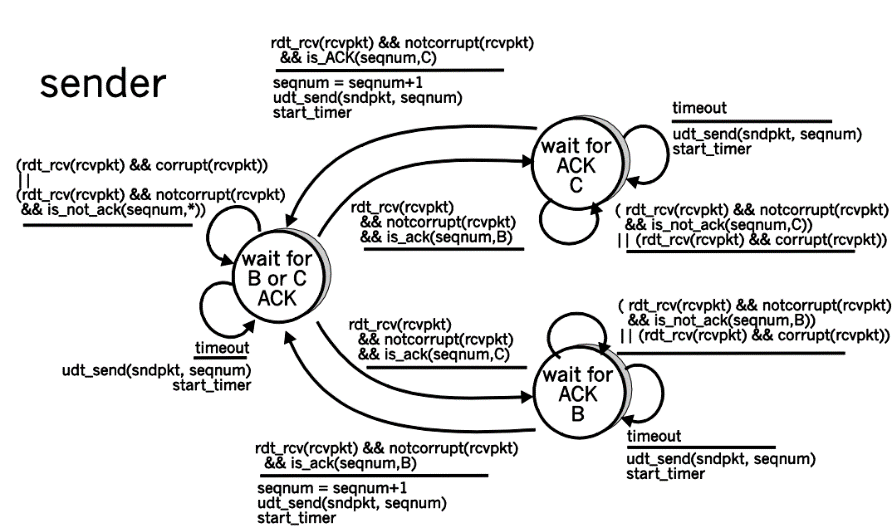 sender
rdt_rcv(rcvpkt) && notcorrupt(rcvpkt)
&& is_ACK(seqnum,C)
seqnum = seqnum+1
udt_send(sndpkt, seqnum)
start_timer
timeout
udt_send(sndpkt, seqnum)
start_timer
wait for
ACK
C
(rdt_rcv(rcvpkt) && corrupt(rcvpkt))
||
(rdt_rcv(rcvpkt) && notcorrupt(rcvpkt)
&& is_not_ack(seqnum,*))
rdt_rcv(rcvpkt)
&& notcorrupt(rcvpkt)
&& is_ack(seqnum,B)
( rdt_rcv(rcvpkt) && notcorrupt(rcvpkt)
&& is_not_ack(seqnum,C))
|| (rdt_rcv(rcvpkt) && corrupt(rcvpkt))
wait for
B or C
ACK
timeout
udt_send(sndpkt, seqnum)
start_timer
rdt_rcv(rcvpkt)
&& notcorrupt(rcvpkt)
&& is_ack(seqnum,C)
( rdt_rcv(rcvpkt) && notcorrupt(rcvpkt)
&& is_not_ack(seqnum,B))
|| (rdt_rcv(rcvpkt) && corrupt(rcvpkt))
wait for
ACK
B
timeout
udt_send(sndpkt, seqnum)
start_timer
rdt_rcv(rcvpkt) && notcorrupt(rcvpkt)
&& is_ack(seqnum,B)
seqnum = seqnum+1
udt_send(sndpkt, seqnum)
start_timer